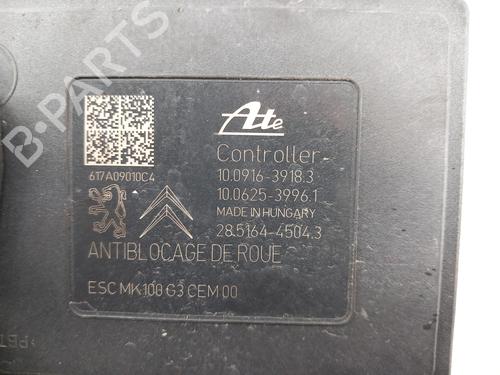 B-PARTS
Ate
Controller
10.0916-3918.3
617A09010C4
10.0625-3996.1
MADE IN HUNGARY
28.5164-4504.3
ANTIBLOCAGE DE ROUE
ESC MK100 G3 CEM 00
>PET